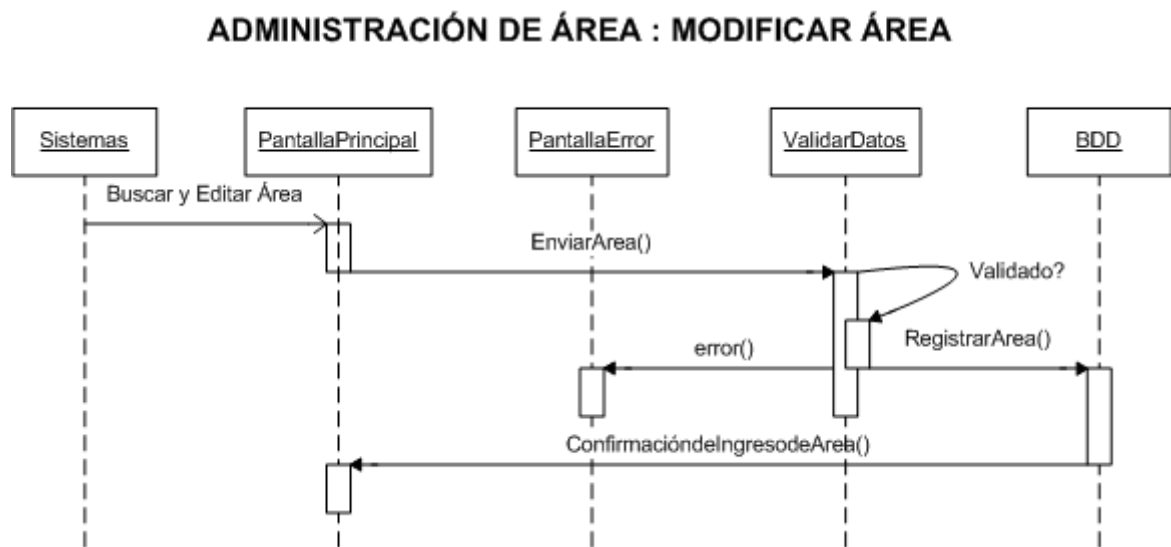 ADMINISTRACIÓN DE ÁREA : MODIFICAR ÁREA
Sistemas
PantallaPrincipal
PantallaError
ValidarDatos
BDD
Buscar y Editar Área
EnviarArea()
Validado?
error()
RegistrarArea()
ConfirmacióndeIngresodeArea()